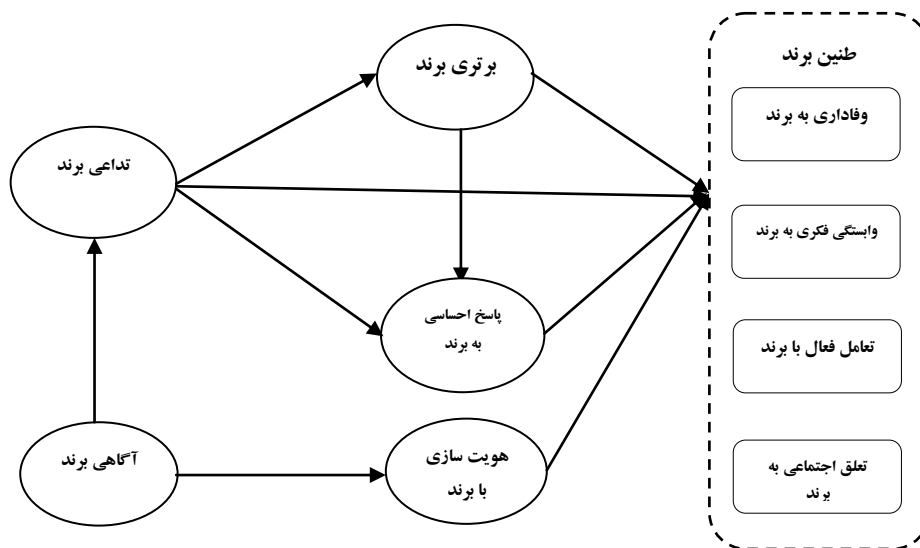 طنین برند
برتری برند
وفاداری به برند
تداعی برند
وابستگی فکری به برند
پاسخ احساسی
به برند
تعامل فعال با برند
آگاهی برند
هویت سازی
با برند
تعلق اجتماعی به
برند